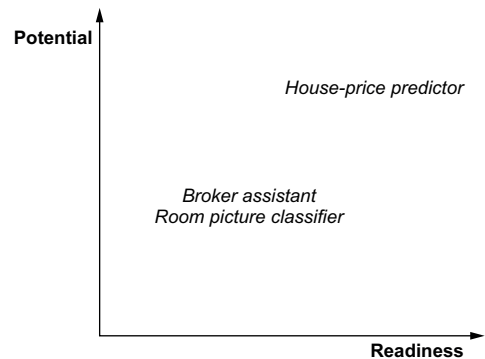 Potential
House-price predictor
Broker assistant
Room picture classifier
Readiness